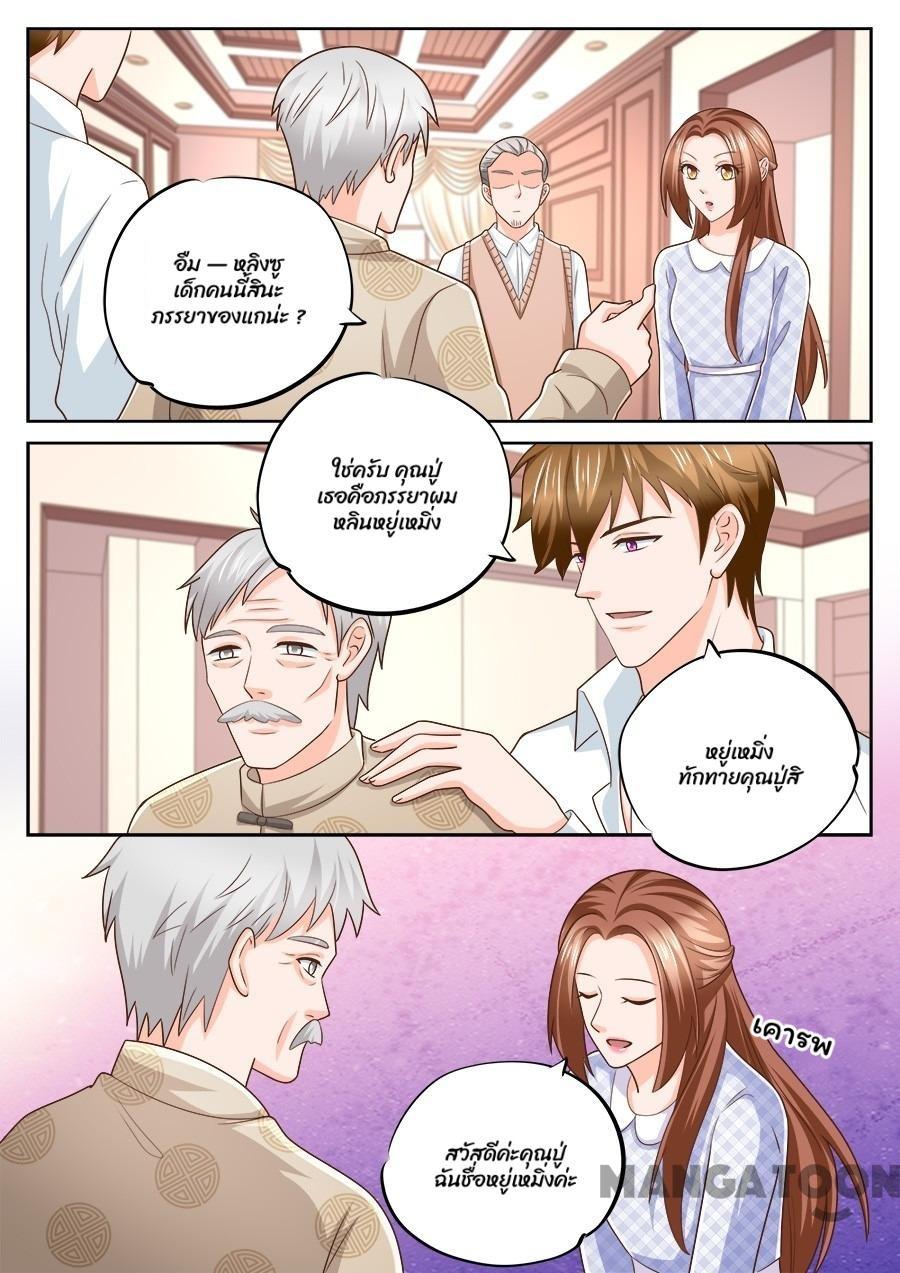 อืม — หลิงซู
เด็กคนนี้สินะ
ภรรยาของแกน่ะ ?
ใช่ครับ คุณปู่
เธอคือภรรยาผม
หลินหยู่เหมิ่ง
หยู่เหมิ่ง
ทักทายคุณปู่สิ
เคารพ
สวัสดีค่ะคุณปู่
ฉันชื่อหยู่เหมิ่งค่ะ
MANGATOON